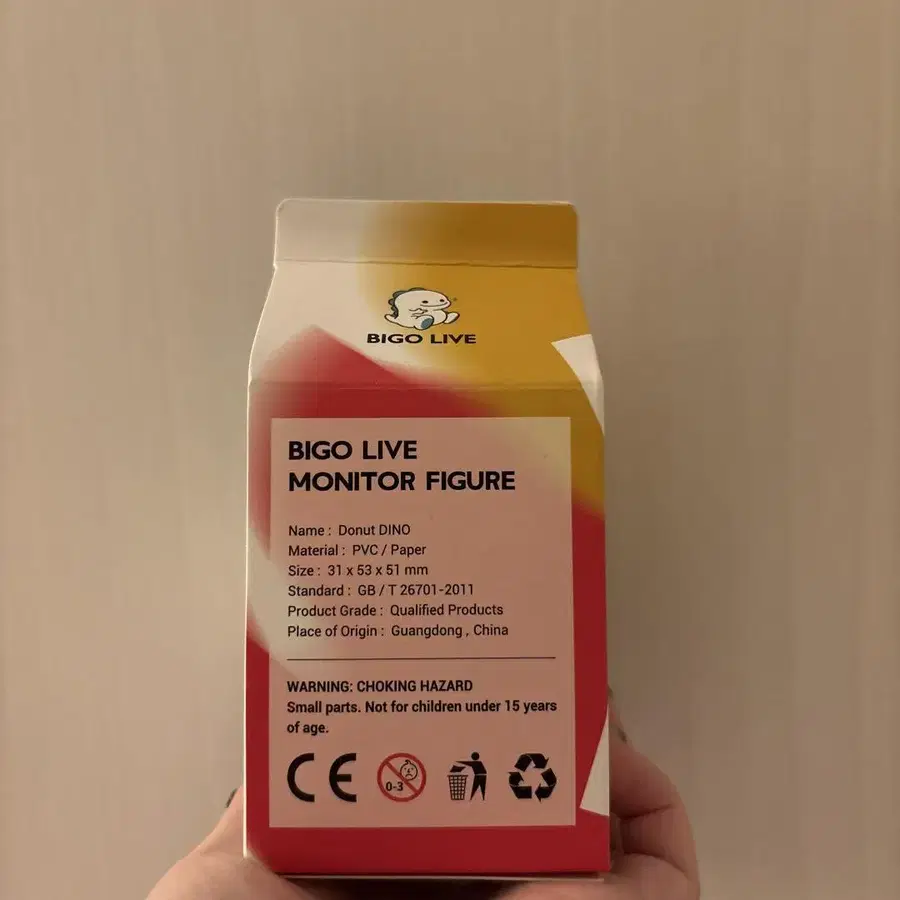 BIGO LIVE
BIGO LIVE
MONITOR FIGURE
Name : Donut DINO
Material : PVC / Paper
Size : 31 x 53 x 51 mm
Standard : GB / T 26701-2011
Product Grade : Qualified Products
Place of Origin : Guangdong , China
WARNING: CHOKING HAZARD
Small parts. Not for children under 15 years
of age.
CE
0-3